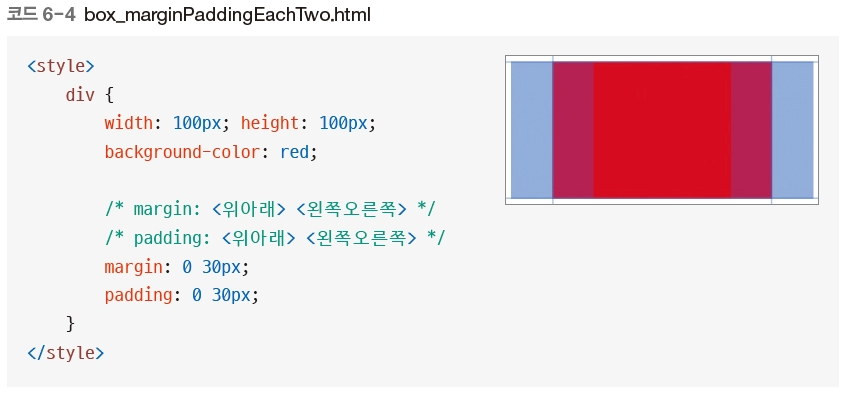 코드 6-4 box_marginPaddingEachTwo.html
<style>
div {
width: 100px; height: 100px;
background-color: red;
/* margin: <위아래> <왼쪽오른쪽> */
/* padding: <위아래> <왼쪽오른쪽> */
margin: 0 30px;
padding: 0 30px;
}
</style>